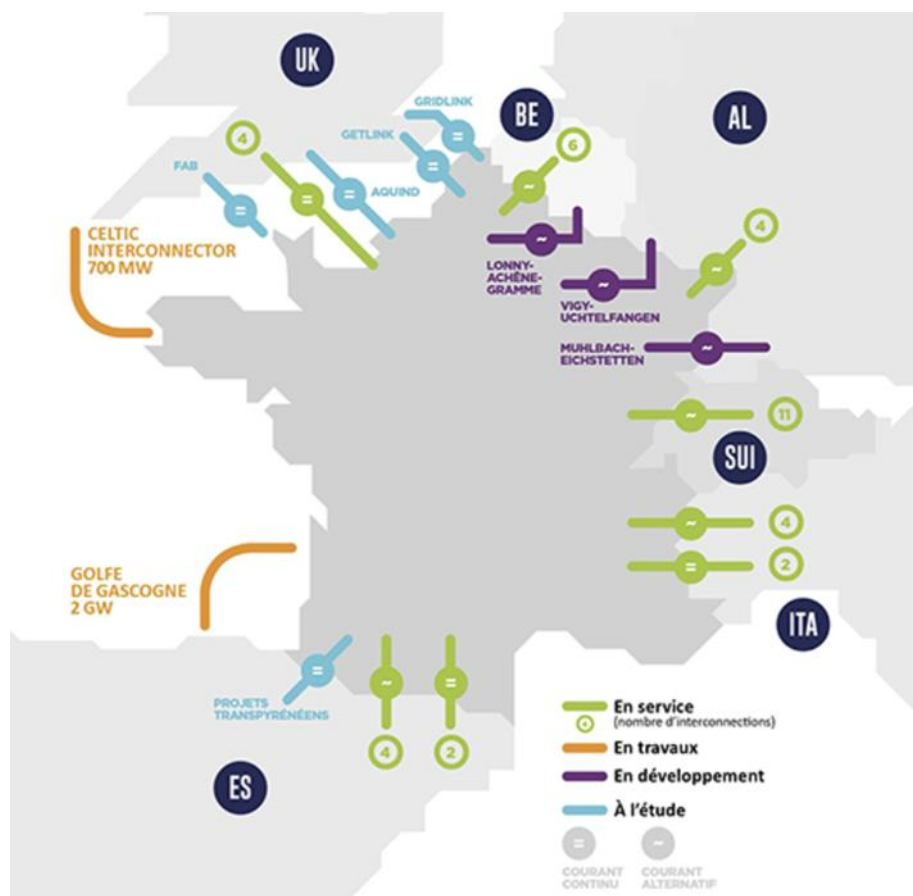 UK
BE
AL
GRIDLINK
GETLINK
4
6
FAB
AQUIND
4
CELTIC
INTERCONNECTOR
700 MW
LONNY-
ACHÊNE-
GRAMME
VIGY-
UCHTELFANGEN
MUHLBACH-
EICHSTETTEN
11
SUI
4
2
GOLFE
DE GASCOGNE
2 GW
ITA
PROJETS
TRANSPYRÉNÉENS
4
2
ES
En service
(nombre d'interconnections)
En travaux
En développement
À l'étude
= ~
COURANT
CONTINU
COURANT
ALTERNATIF